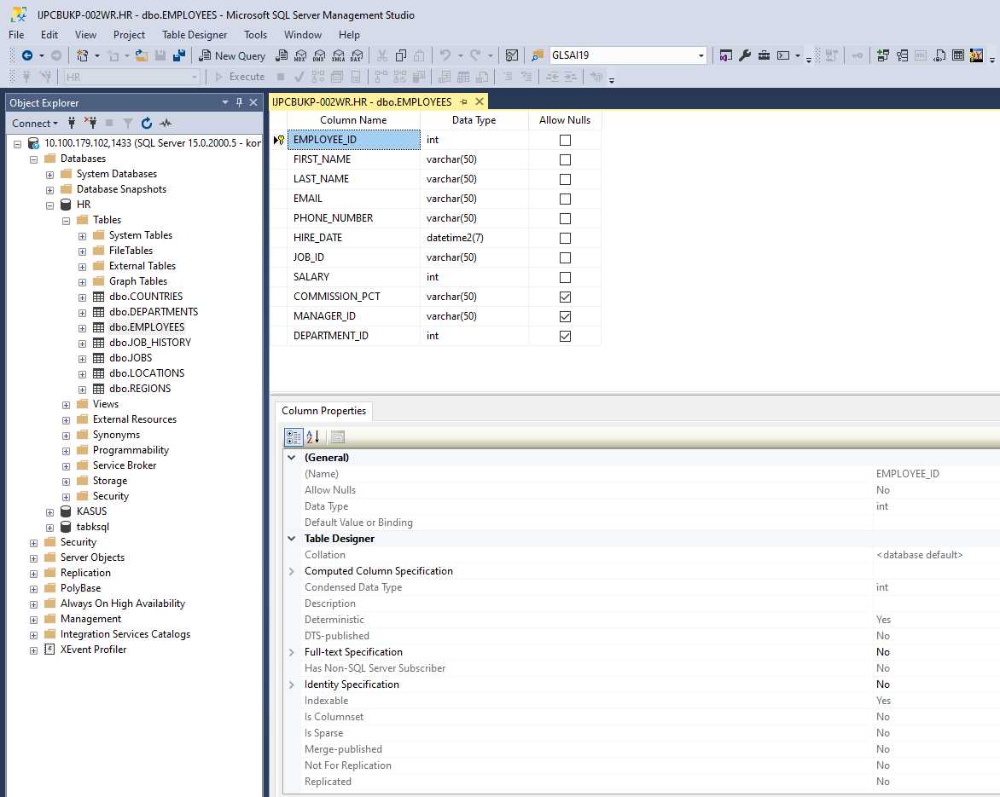 IJPCBUKP-002WR.HR - dbo.EMPLOYEES - Microsoft SQL Server Management Studio
File Edit View Project Table Designer Tools Window Help
New Query MDX DMX XMLA DAX GLSAI19
HR Execute
Object Explorer
Connect
10.100.179.102,1433 (SQL Server 15.0.2000.5 - kor
Databases
System Databases
Database Snapshots
HR
Tables
System Tables
FileTables
External Tables
Graph Tables
dbo.COUNTRIES
dbo.DEPARTMENTS
dbo.EMPLOYEES
dbo.JOB_HISTORY
dbo.JOBS
dbo.LOCATIONS
dbo.REGIONS
Views
External Resources
Synonyms
Programmability
Service Broker
Storage
Security
KASUS
tabksql
Security
Server Objects
Replication
PolyBase
Always On High Availability
Management
Integration Services Catalogs
XEvent Profiler
IJPCBUKP-002WR.HR - dbo.EMPLOYEES
Column Name Data Type Allow Nulls
EMPLOYEE_ID int
FIRST_NAME varchar(50)
LAST_NAME varchar(50)
EMAIL varchar(50)
PHONE_NUMBER varchar(50)
HIRE_DATE datetime2(7)
JOB_ID varchar(50)
SALARY int
COMMISSION_PCT varchar(50)
MANAGER_ID varchar(50)
DEPARTMENT_ID int
Column Properties
(General)
(Name) EMPLOYEE_ID
Allow Nulls No
Data Type int
Default Value or Binding
Table Designer
Collation <database default>
Computed Column Specification
Condensed Data Type int
Description
Deterministic Yes
DTS-published No
Full-text Specification No
Has Non-SQL Server Subscriber No
Identity Specification No
Indexable Yes
Is Columnset No
Is Sparse No
Merge-published No
Not For Replication No
Replicated No